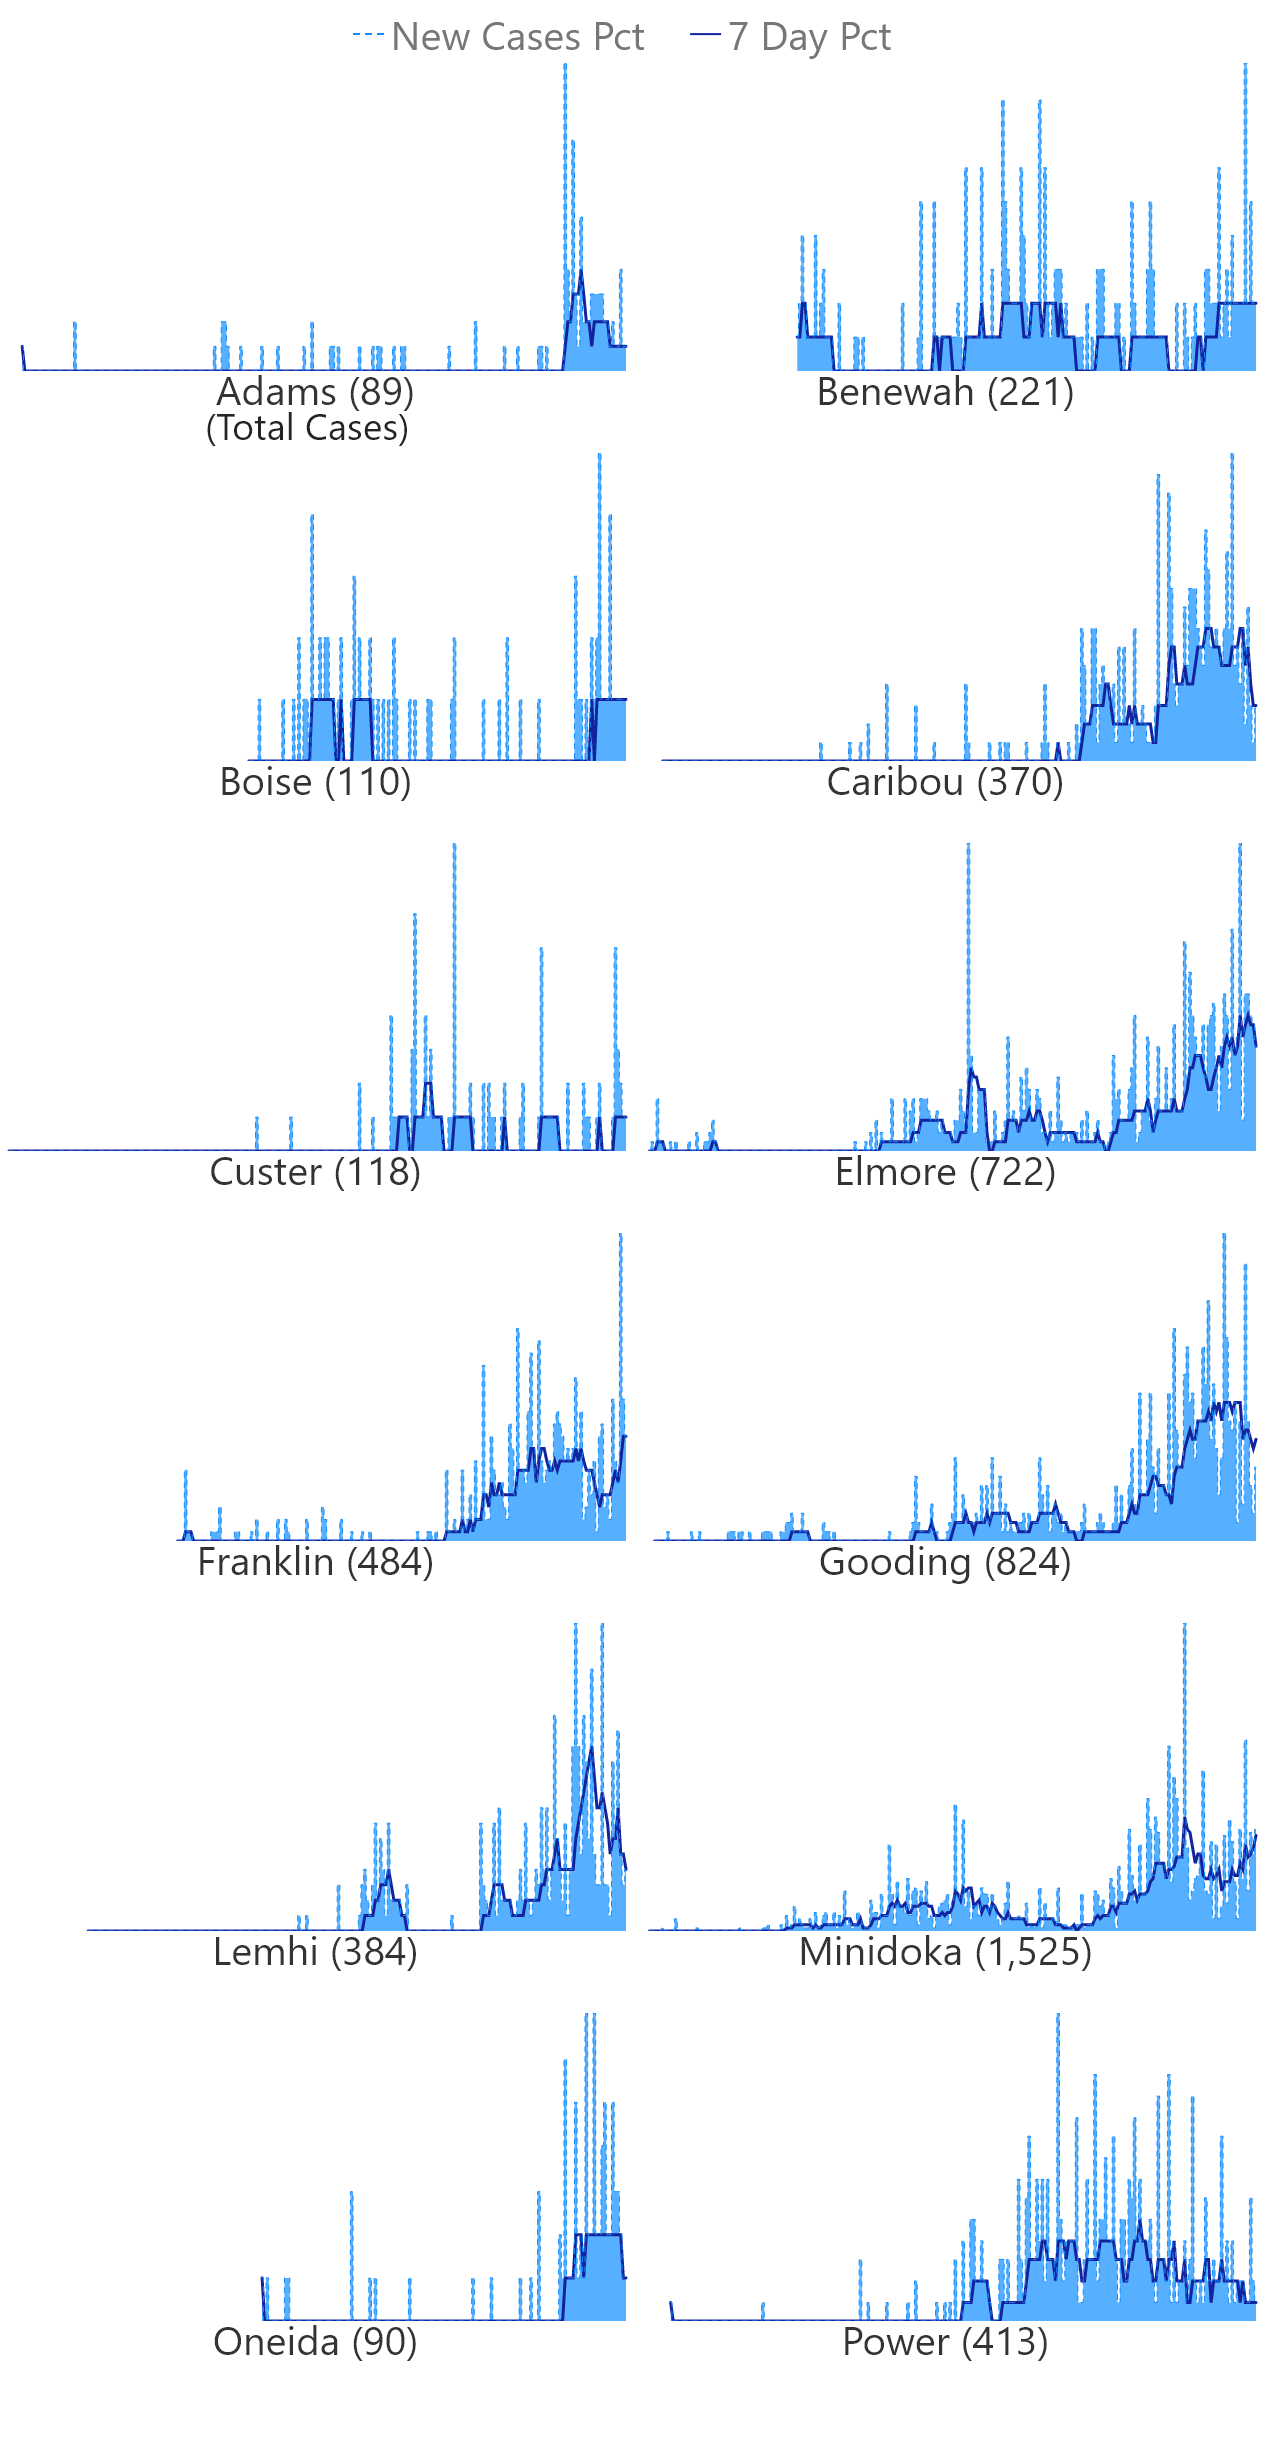 New Cases Pct 7 Day Pct
Adams (89) Benewah (221)
(Total Cases)
Boise (110) Caribou (370)
Custer (118) Elmore (722)
Franklin (484) Gooding (824)
Lemhi (384) Minidoka (1,525)
Oneida (90) Power (413)